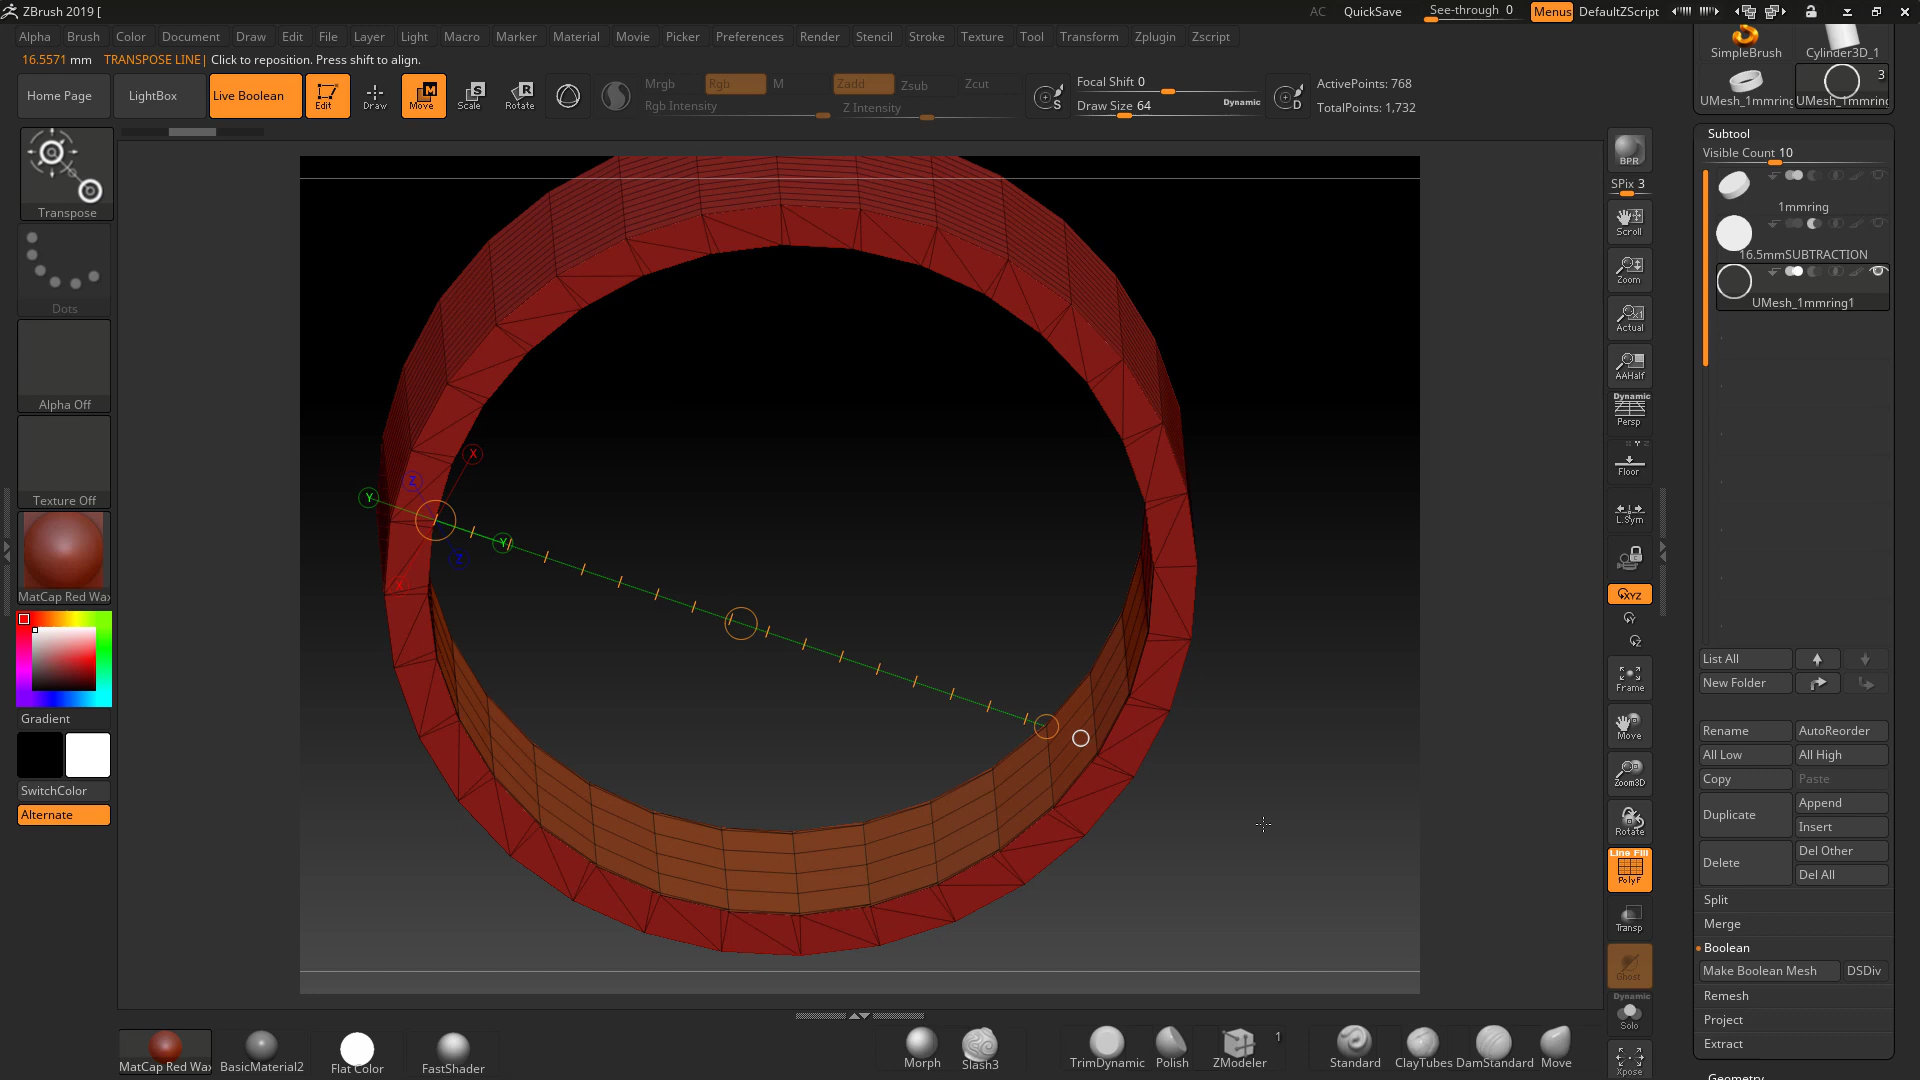 ZBrush 2019 [
AC QuickSave See-through 0 Menus DefaultZScript
Alpha Brush Color Document Draw Edit File Layer Light Macro Marker Material Movie Picker Preferences Render Stencil Stroke Texture Tool Transform Zplugin Zscript
16.5571 mm TRANSPOSE LINE| Click to reposition. Press shift to align.
Home Page LightBox Live Boolean Edit Draw Move Scale Rotate
Mrgb Rgb M Zadd Zsub Zcut
Rgb Intensity Z Intensity
Focal Shift 0
Draw Size 64 Dynamic
ActivePoints: 768
TotalPoints: 1,732
SimpleBrush Cylinder3D_1
3
Transpose
Dots
Alpha Off
Texture Off
Gradient
SwitchColor
Alternate
X
Z
Y
Y
Z
X
BPR
SPix 3
Scroll
Zoom
Actual
AAHalf
Dynamic
Persp
Floor
L.Sym
XYZ
Y
Z
Frame
Move
Zoom3D
Rotate
Line Fill
PolyF
Transp
Ghost
Dynamic
Solo
Xpose
Subtool
Visible Count 10
1mmring
16.5mmSUBTRACTION
UMesh_1mmring1
List All
New Folder
Rename AutoReorder
All Low All High
Copy Paste
Duplicate Append
Insert
Delete Del Other
Del All
Split
Merge
Boolean
Make Boolean Mesh DSDiv
Remesh
Project
Extract
Geometry
BasicMaterial2 Flat Color FastShader
Morph Slash3 TrimDynamic Polish ZModeler 1 Standard ClayTubes DamStandard Move